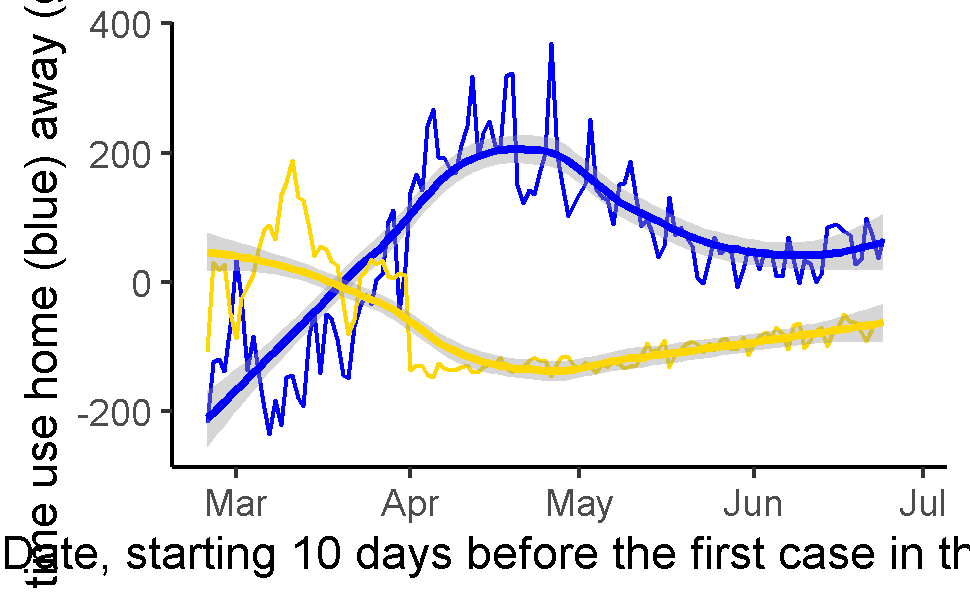 time use home (blue) away (
400
200
0
-200
Mar Apr May Jun Jul
Date, starting 10 days before the first case in th